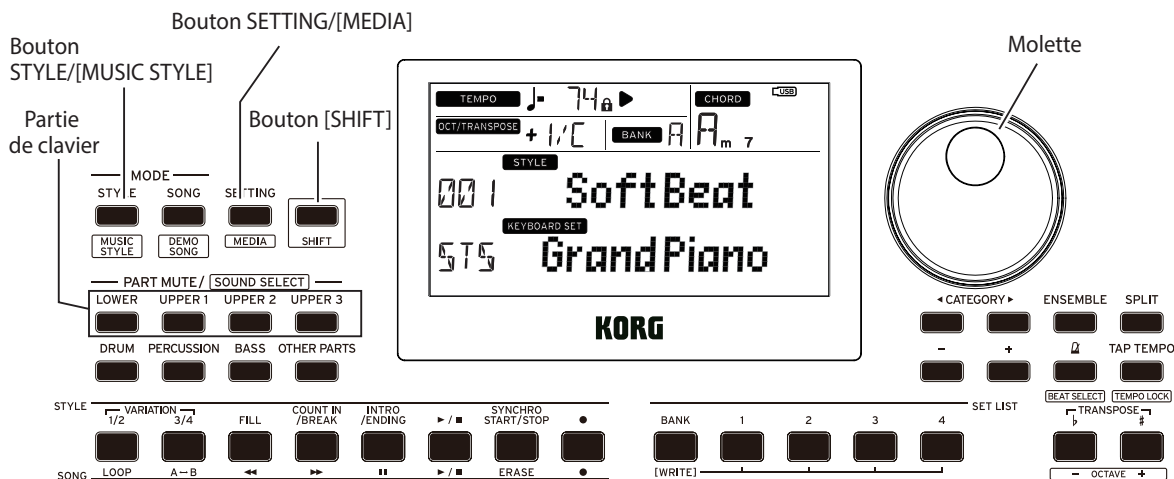 Bouton SETTING/[MEDIA]
Bouton
STYLE/[MUSIC STYLE]
Molette
Partie
de clavier
Bouton [SHIFT]
TEMPO ♩= 74 ▶ CHORD USB
OCT/TRANSPOSE +1/C BANK A Am 7
STYLE
001 SoftBeat
KEYBOARD SET
STS GrandPiano
KORG
MODE
STYLE SONG SETTING
MUSIC STYLE DEMO SONG MEDIA SHIFT
PART MUTE/ SOUND SELECT
LOWER UPPER 1 UPPER 2 UPPER 3
DRUM PERCUSSION BASS OTHER PARTS
◄ CATEGORY ► ENSEMBLE SPLIT
− + TAP TEMPO
BEAT SELECT TEMPO LOCK
STYLE VARIATION
1/2 3/4 FILL COUNT IN /BREAK INTRO /ENDING ►/■ SYNCHRO START/STOP ●
SONG LOOP A↔B ◄◄ ►► II ►/■ ERASE ●
SET LIST
BANK 1 2 3 4
[WRITE]
TRANSPOSE
♭ ♯
− OCTAVE +